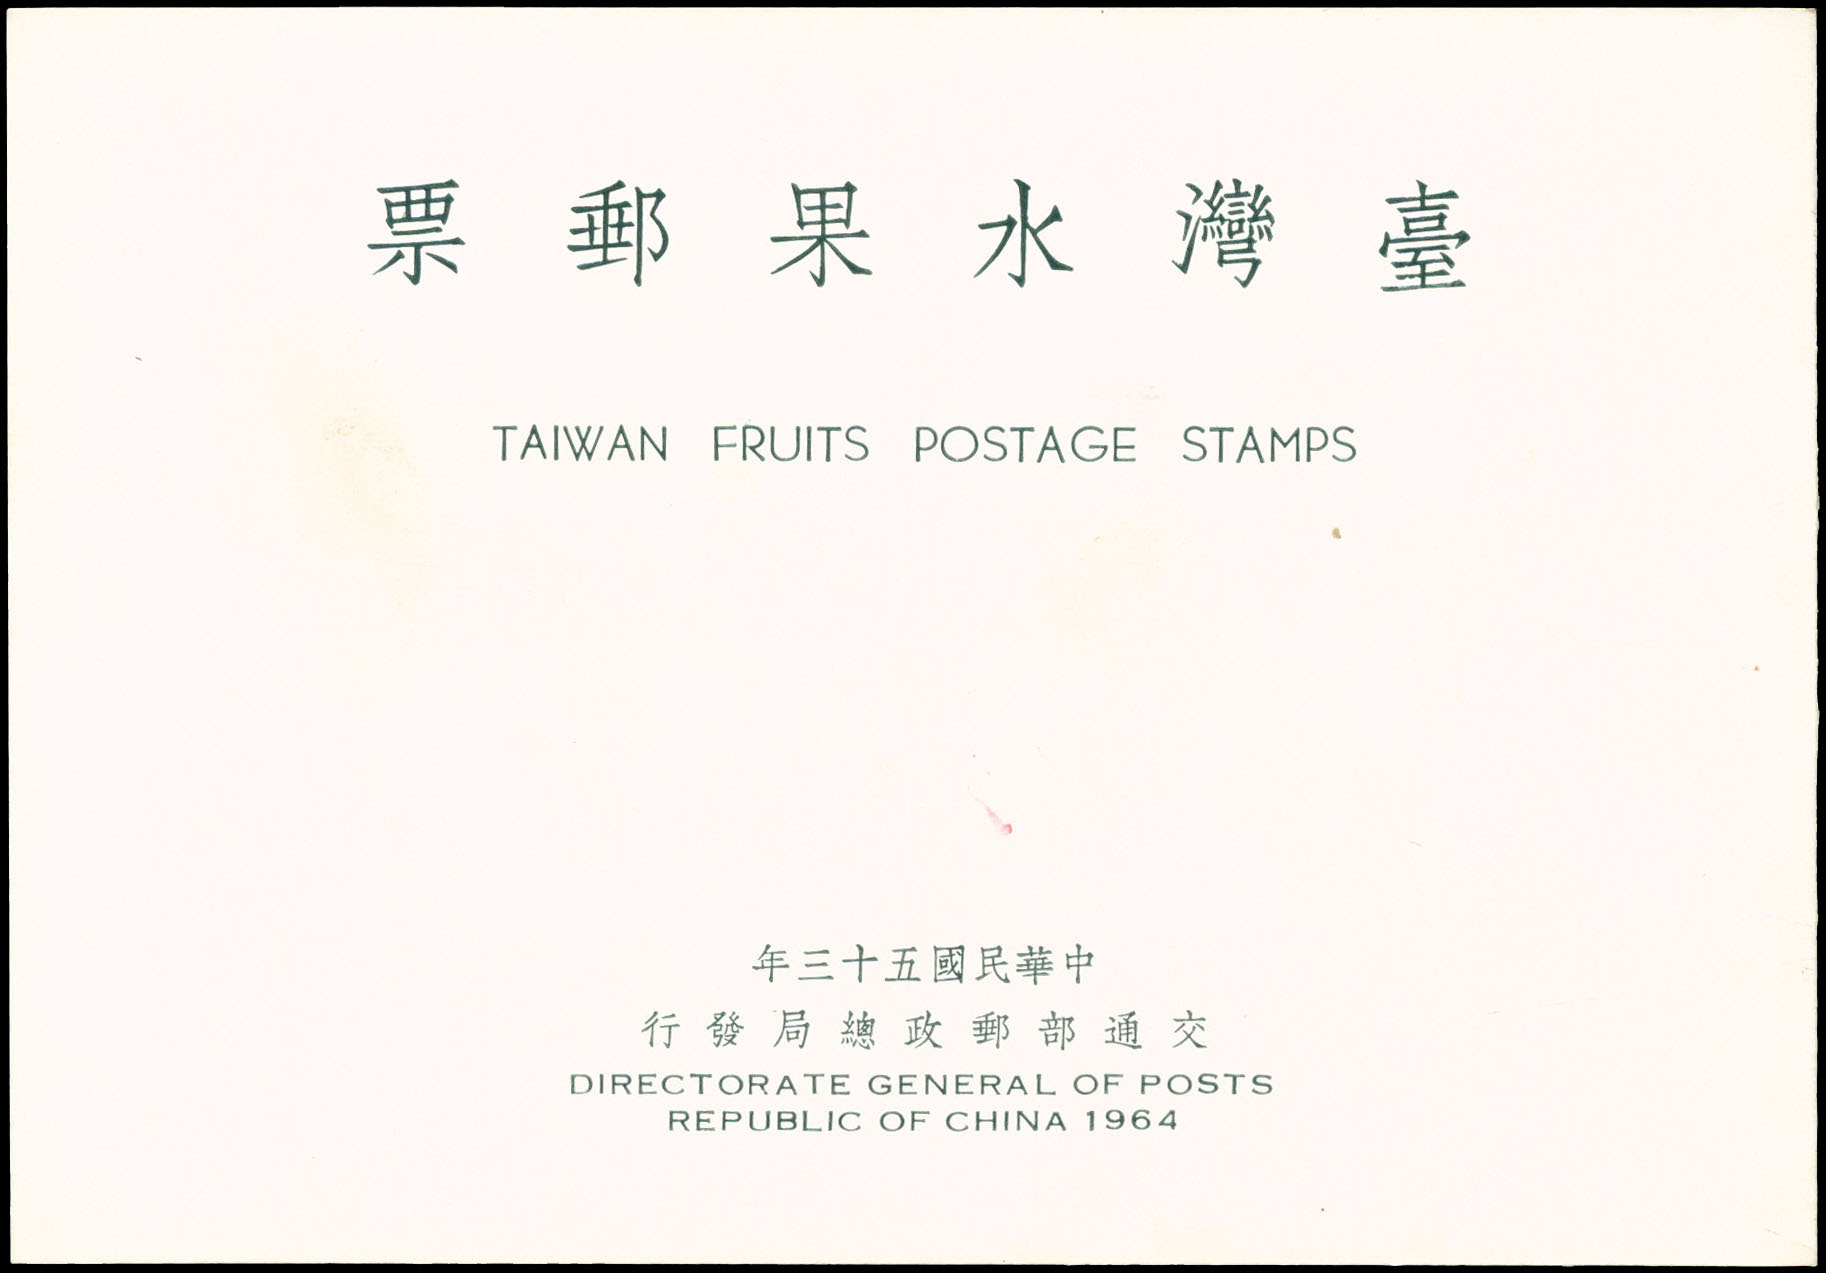 臺灣水果郵票
TAIWAN FRUITS POSTAGE STAMPS
中華民國五十三年
交通部郵政總局發行
DIRECTORATE GENERAL OF POSTS
REPUBLIC OF CHINA 1964